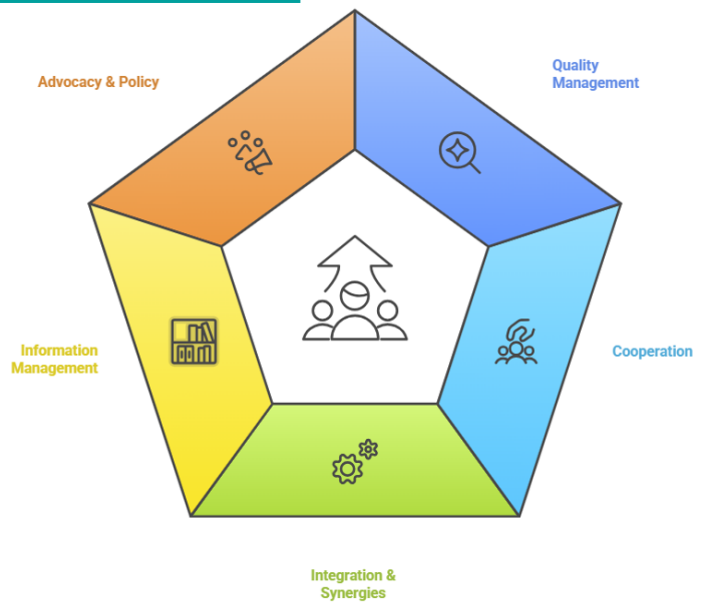 Quality
Management
Advocacy & Policy
Information
Management
Cooperation
Integration &
Synergies